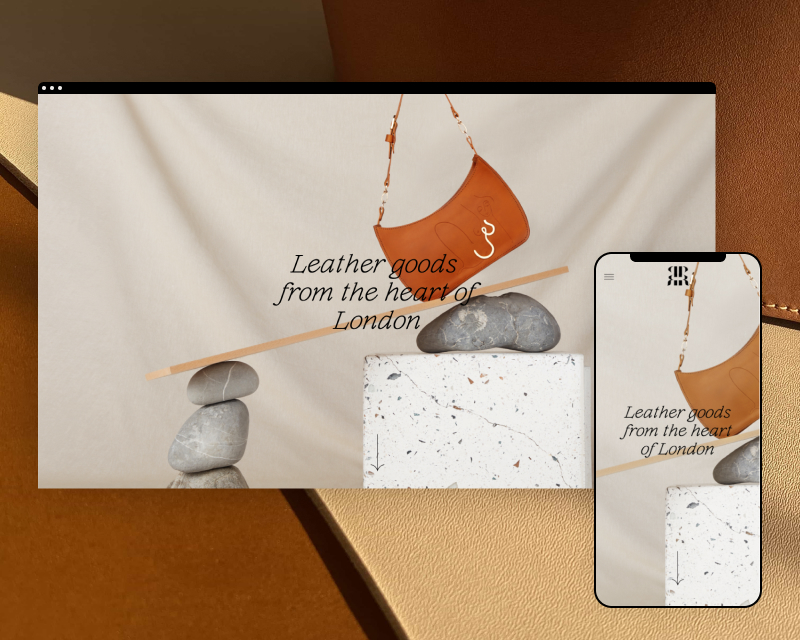 Leather goods
from the heart of
London
Leather goods
from the heart
of London